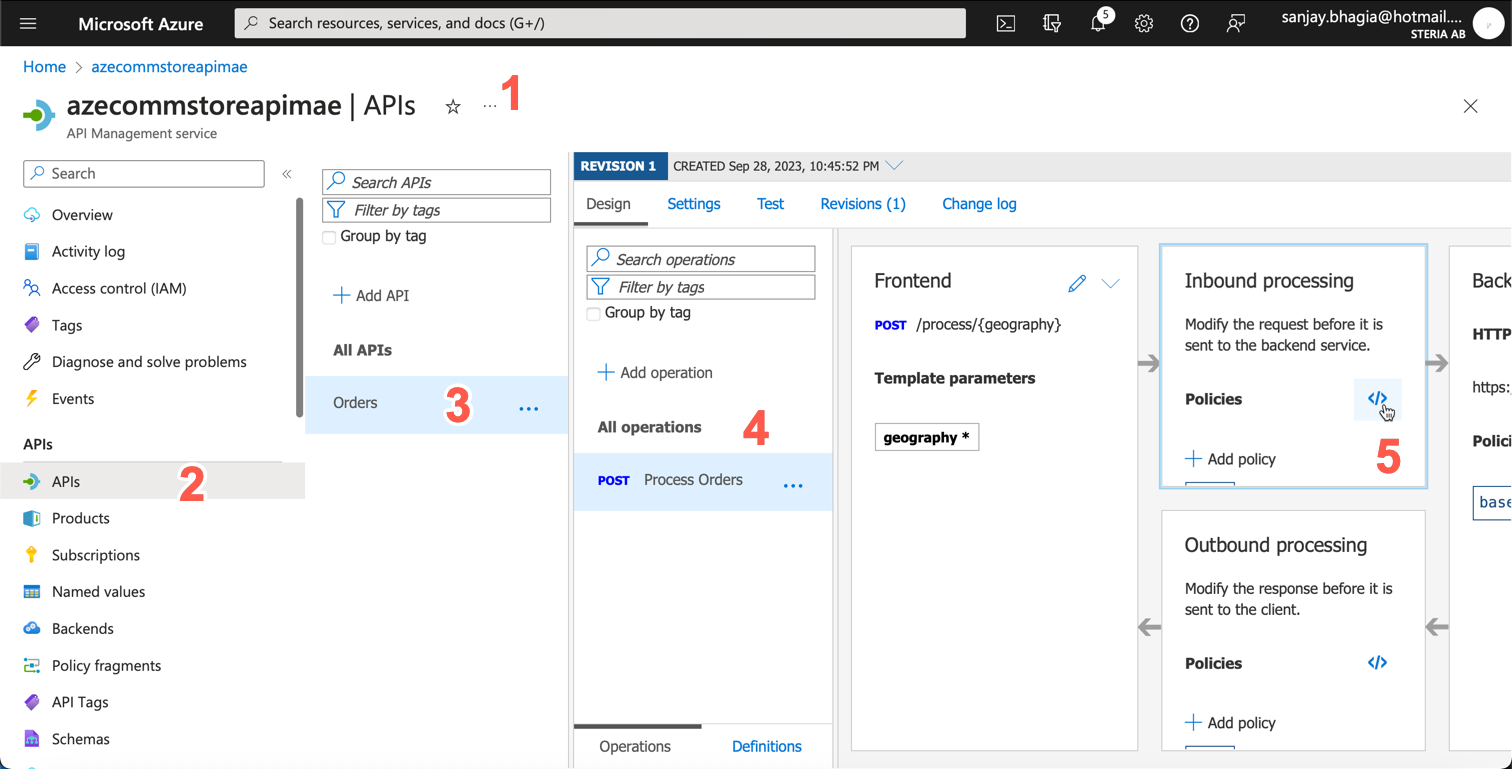 Microsoft Azure
Search resources, services, and docs (G+/)
5
sanjay.bhagia@hotmail....
STERIA AB
Home > azecommstoreapimae
azecommstoreapimae | APIs
...
1
API Management service
Search
«
Overview
Activity log
Access control (IAM)
Tags
Diagnose and solve problems
Events
APIs
APIs
2
Products
Subscriptions
Named values
Backends
Policy fragments
API Tags
Schemas
Search APIs
Filter by tags
Group by tag
+ Add API
All APIs
Orders
3
...
REVISION 1
CREATED Sep 28, 2023, 10:45:52 PM
Design
Settings
Test
Revisions (1)
Change log
Search operations
Filter by tags
Group by tag
+ Add operation
All operations
4
POST Process Orders
...
Operations
Definitions
Frontend
POST /process/{geography}
Template parameters
geography *
Inbound processing
Modify the request before it is
sent to the backend service.
Policies
</>
5
+ Add policy
Outbound processing
Modify the response before it is
sent to the client.
Policies
</>
+ Add policy
Back
HTTP
https:
Polici
base